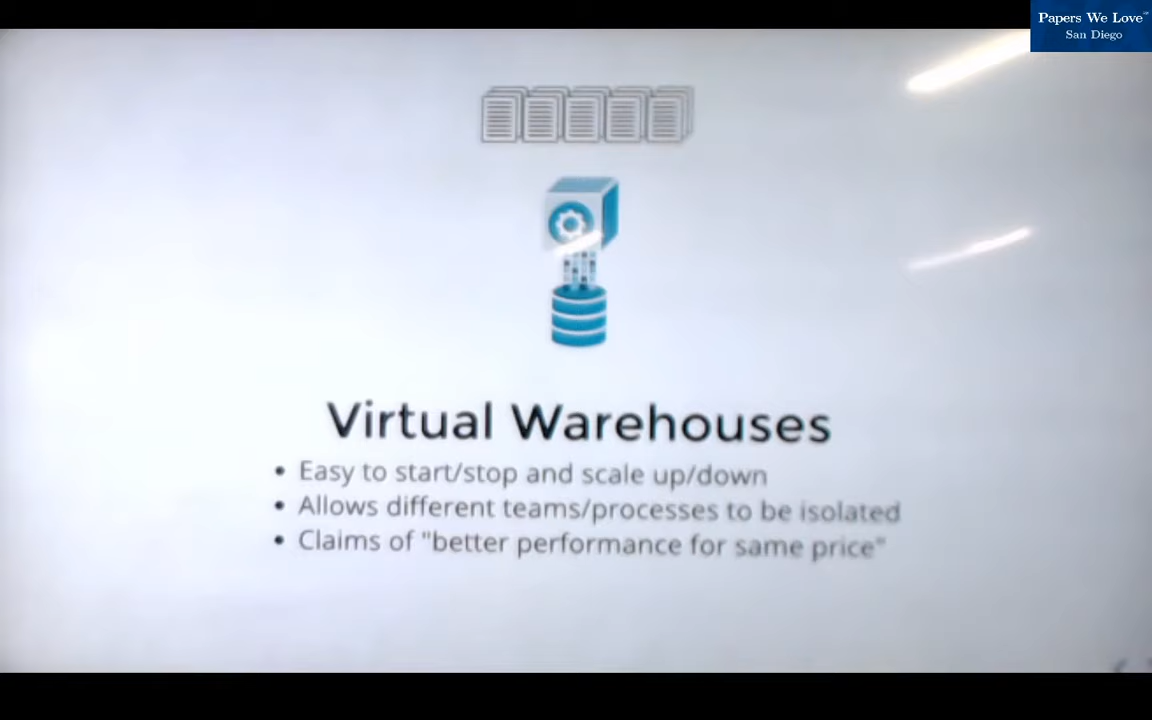 Papers We Love™
San Diego
Virtual Warehouses
• Easy to start/stop and scale up/down
• Allows different teams/processes to be isolated
• Claims of "better performance for same price"